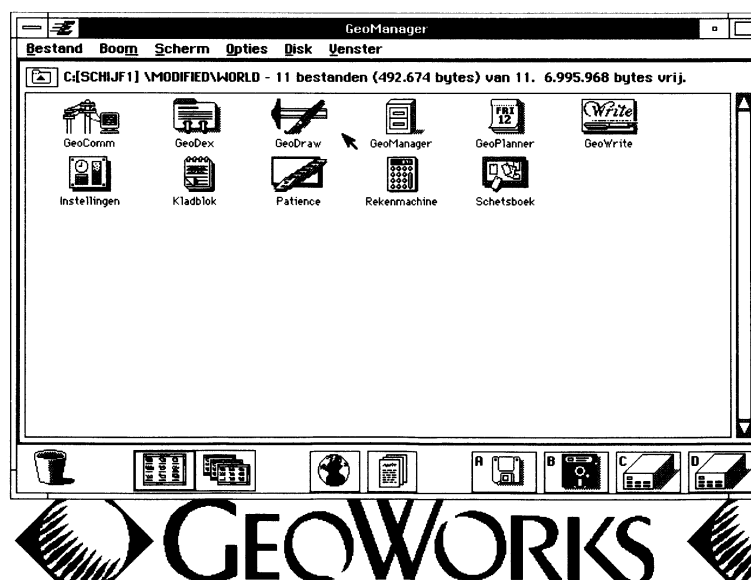 GeoManager
Bestand Boom Scherm Opties Disk Venster
C:[SCHIJF1] \MODIFIED\WORLD - 11 bestanden (492.674 bytes) van 11. 6.995.968 bytes vrij.
GeoComm GeoDex GeoDraw GeoManager GeoPlanner GeoWrite
FRI
12
Write
Instellingen Kladblok Patience Rekenmachine Schetsboek
A B C D
GEOWORKS